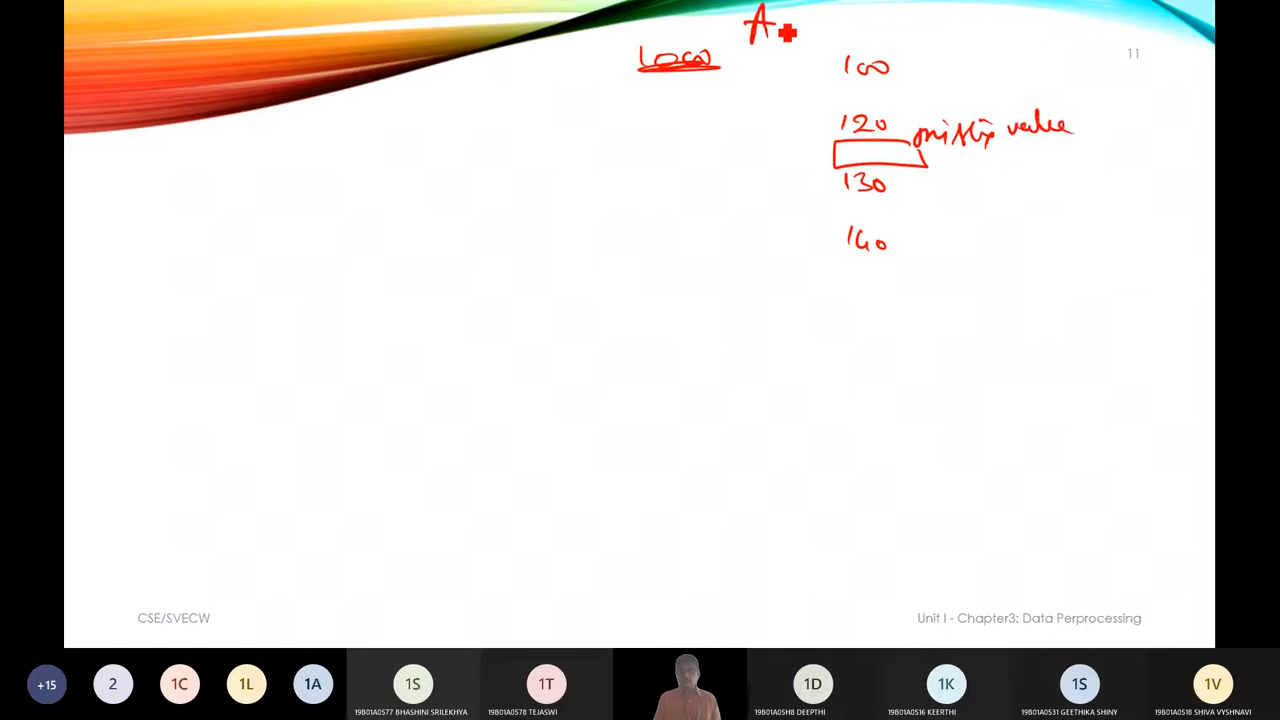 A
1000
11
100
120
missing value
130
140
CSE/SVECW
Unit I - Chapter3: Data Perprocessing
+15
2
1C
1L
1A
1S
1T
1D
1K
1S
1V
19B01A0577 BHASHINI SRILEKHYA
19B01A0578 TEJASWI
19B01A05H8 DEEPTHI
19B01A0516 KEERTHI
19B01A0531 GEETHIKA SHINY
19B01A0518 SHIVA VYSHNAVI